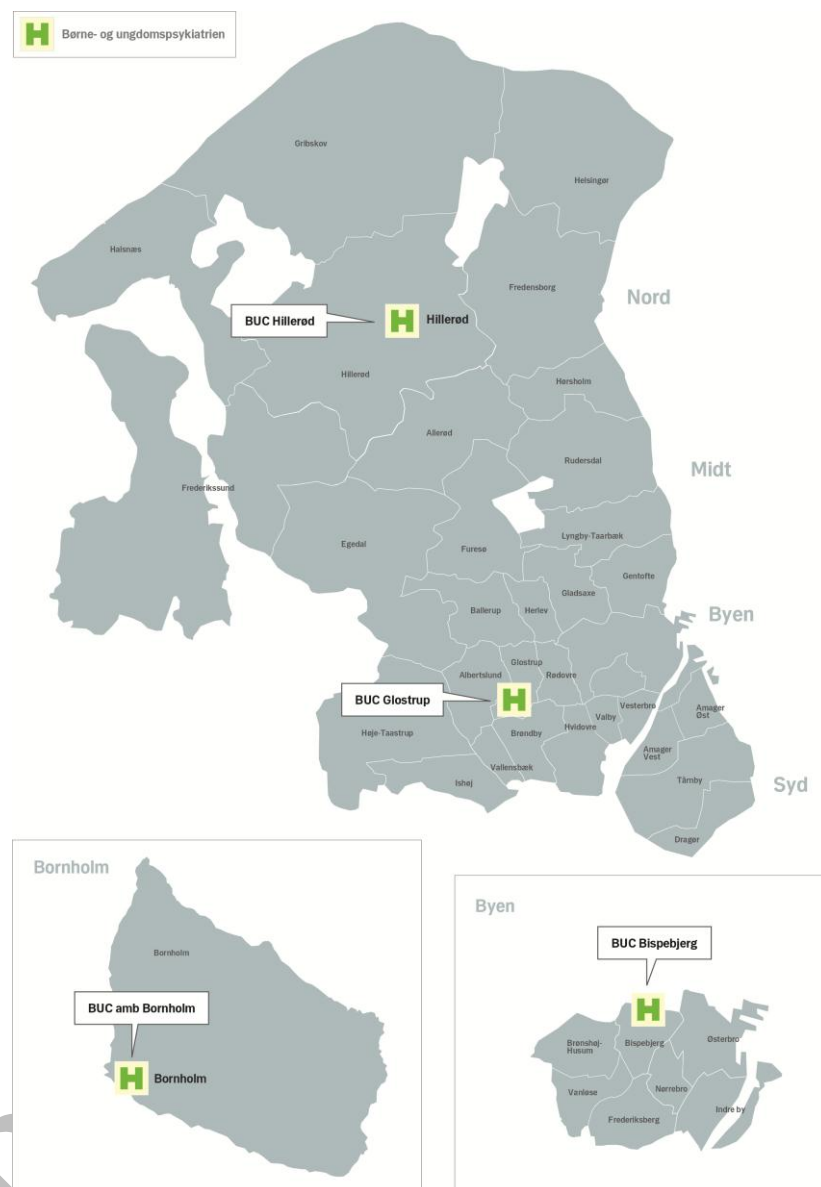 H Børne- og ungdomspsykiatrien
Gribskov
Helsingør
Halsnæs
Fredensborg
Nord
BUC Hillerød
H Hillerød
Hillerød
Hørsholm
Allerød
Rudersdal
Midt
Frederikssund
Egedal
Furesø
Lyngby-Taarbæk
Gentofte
Gladsaxe
Ballerup
Herlev
Byen
Glostrup
Albertslund
Rødovre
BUC Glostrup
H
Vesterbro
Valby
Amager
Øst
Hvidovre
Høje-Taastrup
Brøndby
Amager
Vest
Vallensbæk
Ishøj
Tårnby
Syd
Dragør
Bornholm
Bornholm
BUC amb Bornholm
H Bornholm
Byen
BUC Bispebjerg
H
Brønshøj-
Husum
Bispebjerg
Østerbro
Vanløse
Nørrebro
Frederiksberg
Indre by